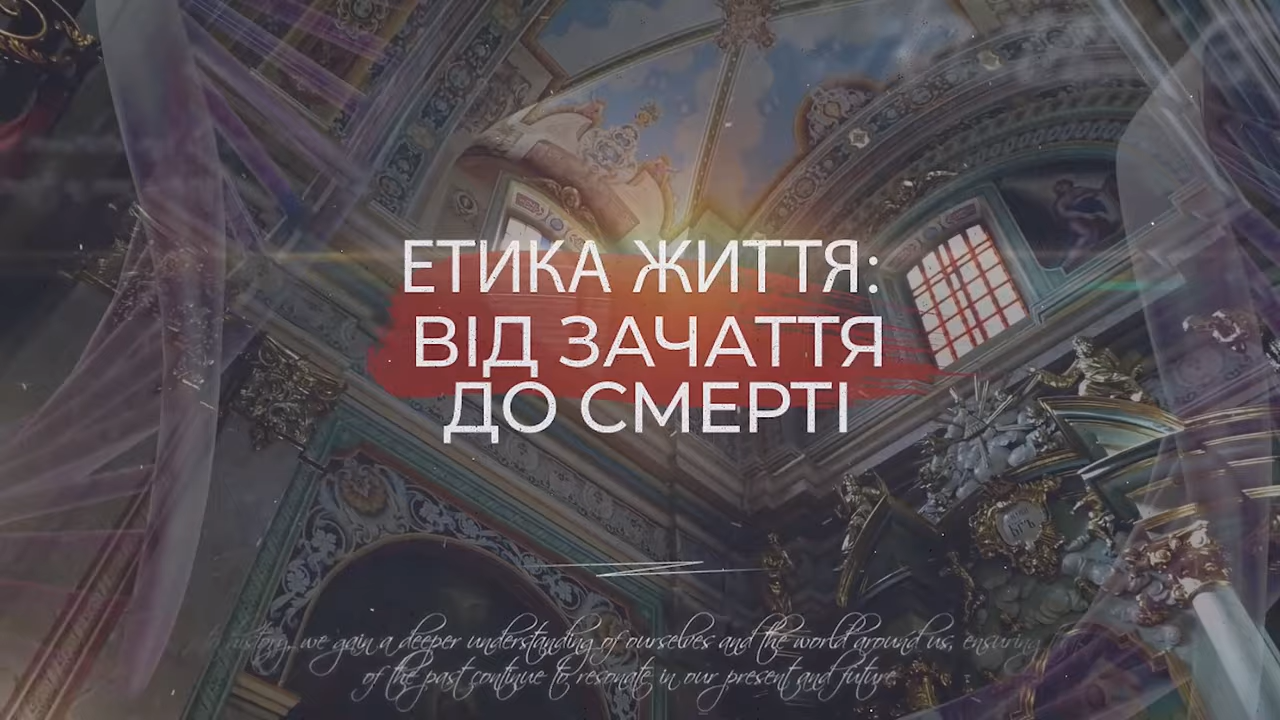 ЕТИКА ЖИТТЯ:
ВІД ЗАЧАТТЯ
ДО СМЕРТІ
history, we gain a deeper understanding of ourselves and the world around us, ensuring
of the past continue to resonate in our present and future